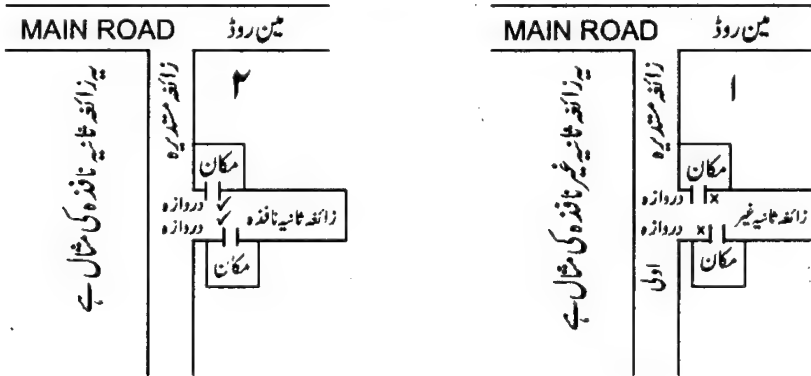 MAIN ROAD مین روڈ
۱
زائغہ مستدیرہ
اولی
یہ زائغہ ثانیہ غیر نافذہ کی مثال ہے
مکان
دروازہ ×
زائغہ ثانیہ غیر
دروازہ ×
مکان
MAIN ROAD مین روڈ
۲
زائغہ مستدیرہ
یہ زائغہ ثانیہ نافذہ کی مثال ہے
مکان
دروازہ ✓
زائغہ ثانیہ نافذہ
دروازہ ✓
مکان